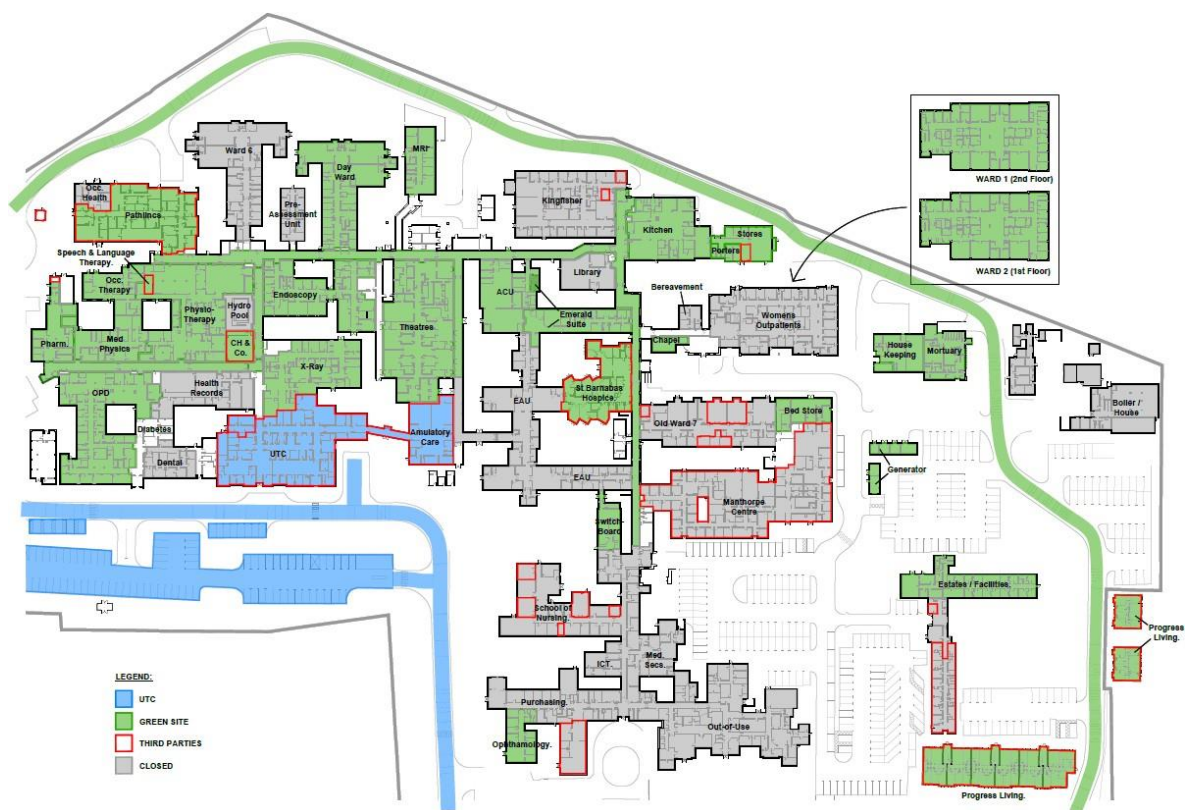 WARD 1 (2nd Floor)
WARD 2 (1st Floor)
Ward 6
Day
Ward
MRI
Occ.
Health
Pathlincs
Pre-
Assessment
Unit
Kingfisher
Kitchen
Stores
Porters
Speech & Language
Therapy.
Occ.
Therapy
Library
ACU
Emerald
Suite
Bereavement
Womens
Outpatients
Endoscopy
Hydro
Pool
Physio-
Therapy
Theatres
Pharm.
Med
Physics
CH &
Co.
Chapel
House
Keeping
Mortuary
X-Ray
OPD
Health
Records
St Barnabas
Hospice.
EAU
Boiler /
House
Diabetes
Dental
UTC
Amulatory
Care
Old Ward 7
Bed Store
EAU
Generator
Manthorpe
Centre
Switch-
Board
Estates / Facilities.
School of
Nursing.
Progress
Living.
ICT.
Med.
Secs.
Purchasing.
Out-of-Use
Ophthamology.
Progress Living.
LEGEND:
UTC
GREEN SITE
THIRD PARTIES
CLOSED